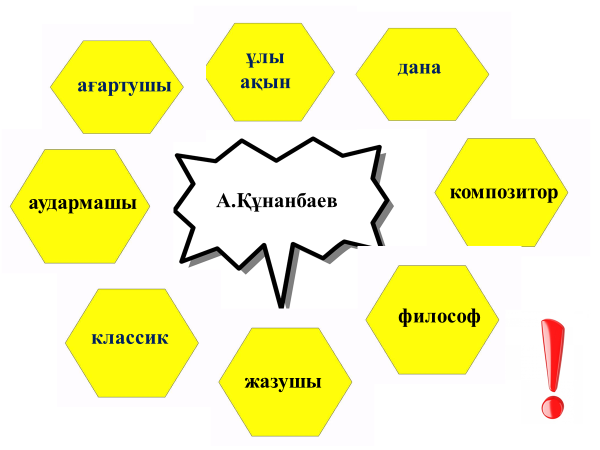 ұлы
ақын
дана
ағартушы
композитор
аудармашы
А.Құнанбаев
философ
классик
жазушы